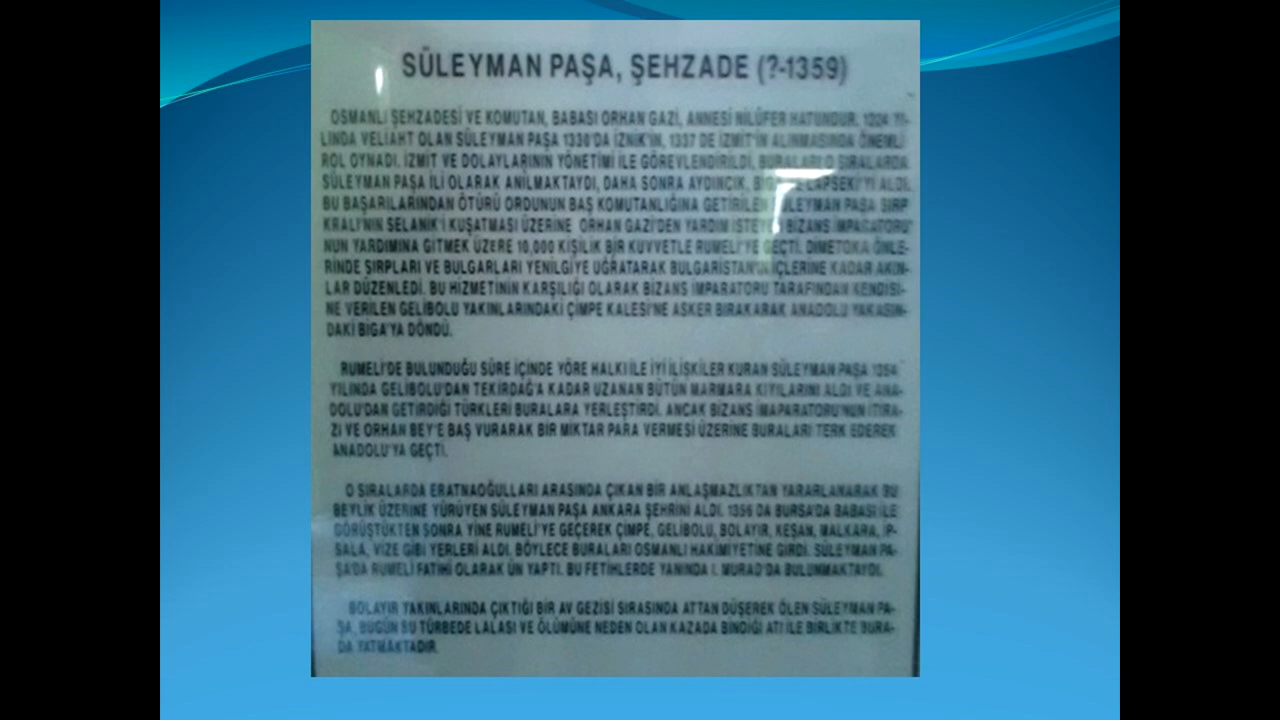 SÜLEYMAN PAŞA, ŞEHZADE (?-1359)
OSMANLI ŞEHZADESİ VE KOMUTAN, BABASI ORHAN GAZİ, ANNESİ NİLÜFER HATUNDUR. YI-
LINDA VELİAHT OLAN SÜLEYMAN PAŞA 1330'DA İZNİK'İN, 1337 DE İZMİT'İN ALINMASINDA ÖNEMLİ
ROL OYNADI. İZMİT VE DOLAYLARININ YÖNETİMİ İLE GÖREVLENDİRİLDİ. BURALARI O SIRALARDA
SÜLEYMAN PAŞA İLİ OLARAK ANILMAKTAYDI, DAHA SONRA AYDINCIK, LAPSEKİ'Yİ ALDI.
BU BAŞARILARINDAN ÖTÜRÜ ORDUNUN BAŞ KOMUTANLIĞINA GETİRİLEN SÜLEYMAN PAŞA SIRP
KRALI'NIN SELANİK'İ KUŞATMASI ÜZERİNE ORHAN GAZİ'DEN YARDIM BİZANS İMPARATORU'
NUN YARDIMINA GİTMEK ÜZERE 10,000 KİŞİLİK BİR KUVVETLE RUMELİ'YE GEÇTİ. DİMETOKA ÖNLE-
RİNDE SIRPLARI VE BULGARLARI YENİLGİYE UĞRATARAK BULGARİSTAN'IN İÇLERİNE KADAR AKIN-
LAR DÜZENLEDİ. BU HİZMETİNİN KARŞILIĞI OLARAK BİZANS İMPARATORU TARAFINDAN KENDİSİ-
NE VERİLEN GELİBOLU YAKINLARINDAKİ ÇİMPE KALESİ'NE ASKER BIRAKARAK ANADOLU YAKASIN-
DAKİ BİGA'YA DÖNDÜ.
RUMELİ'DE BULUNDUĞU SÜRE İÇİNDE YÖRE HALKI İLE İYİ İLİŞKİLER KURAN SÜLEYMAN PAŞA 1354
YILINDA GELİBOLU'DAN TEKİRDAĞ'A KADAR UZANAN BÜTÜN MARMARA KIYILARINI ALDI VE ANA-
DOLU'DAN GETİRDİĞİ TÜRKLERİ BURALARA YERLEŞTİRDİ. ANCAK BİZANS İMAPARATORU'NUN İTİRA-
ZI VE ORHAN BEY'E BAŞ VURARAK BİR MİKTAR PARA VERMESİ ÜZERİNE BURALARI TERK EDEREK
ANADOLU'YA GEÇTİ.
O SIRALARDA ERATNAOĞULLARI ARASINDA ÇIKAN BİR ANLAŞMAZLIKTAN YARARLANARAK BU
BEYLİK ÜZERİNE YÜRÜYEN SÜLEYMAN PAŞA ANKARA ŞEHRİNİ ALDI. 1356 DA BURSA'DA BABASI İLE
GÖRÜŞTÜKTEN SONRA YİNE RUMELİ'YE GEÇEREK ÇİMPE, GELİBOLU, BOLAYIR, KEŞAN, MALKARA, İP-
SALA, VİZE GİBİ YERLERİ ALDI. BÖYLECE BURALARI OSMANLI HAKİMİYETİNE GİRDİ. SÜLEYMAN PA-
ŞA'DA RUMELİ FATİHİ OLARAK ÜN YAPTI. BU FETİHLERDE YANINDA I. MURAD'DA BULUNMAKTAYDI.
BOLAYIR YAKINLARINDA ÇIKTIĞI BİR AV GEZİSİ SIRASINDA ATTAN DÜŞEREK ÖLEN SÜLEYMAN PA-
ŞA, BUGÜN BU TÜRBEDE LALASI VE ÖLÜMÜNE NEDEN OLAN KAZADA BİNDİĞİ ATI İLE BİRLİKTE BURA-
DA YATMAKTADIR.